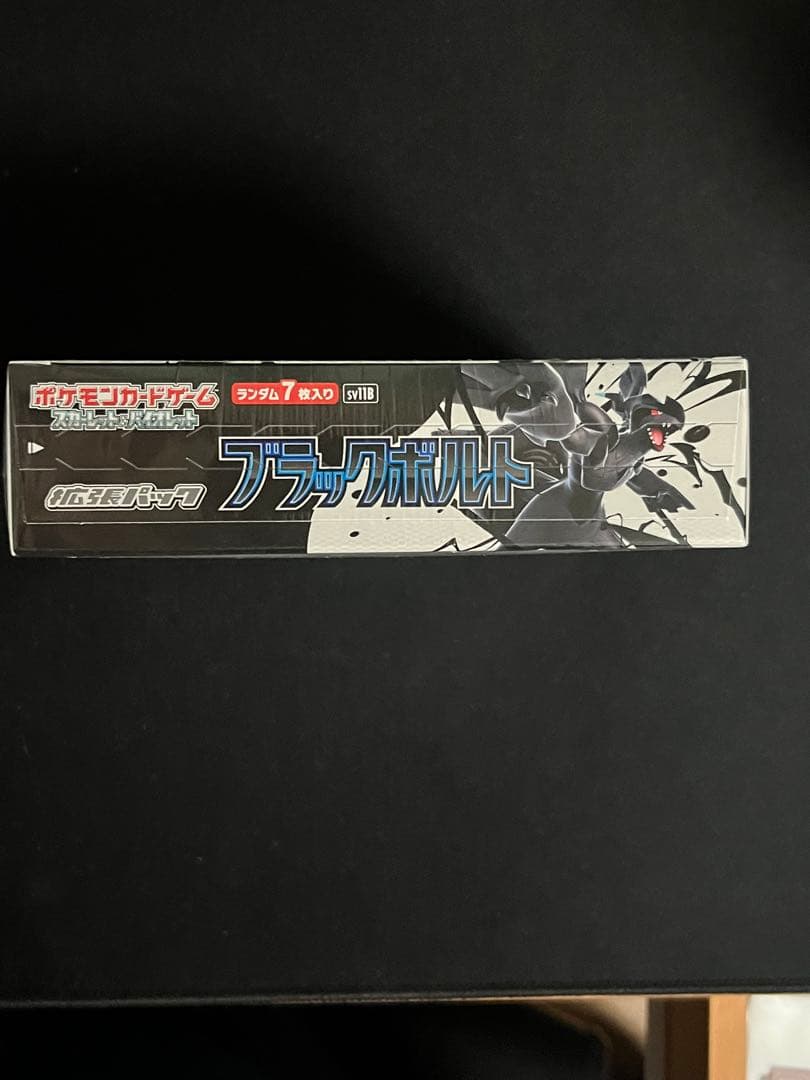 ポケモンカードゲーム
スカーレット&バイオレット
ランダム7枚入り
sv11B
ブラックボルト
拡張パック